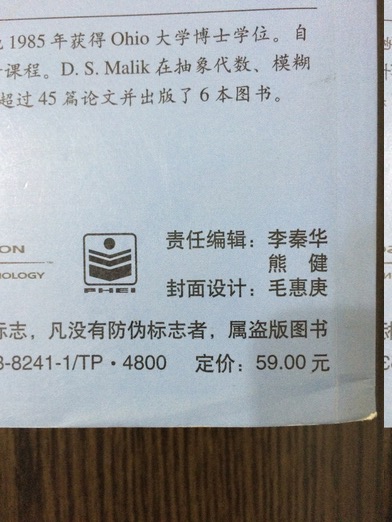 1985 年获得 Ohio 大学博士学位。自
课程。D. S. Malik 在抽象代数、模糊
超过 45 篇论文并出版了 6 本图书。
ON
NOLOGY
PHEI
责任编辑：李秦华
熊 健
封面设计：毛惠庚
志，凡没有防伪标志者，属盗版图书
8-8241-1/TP·4800 定价：59.00 元